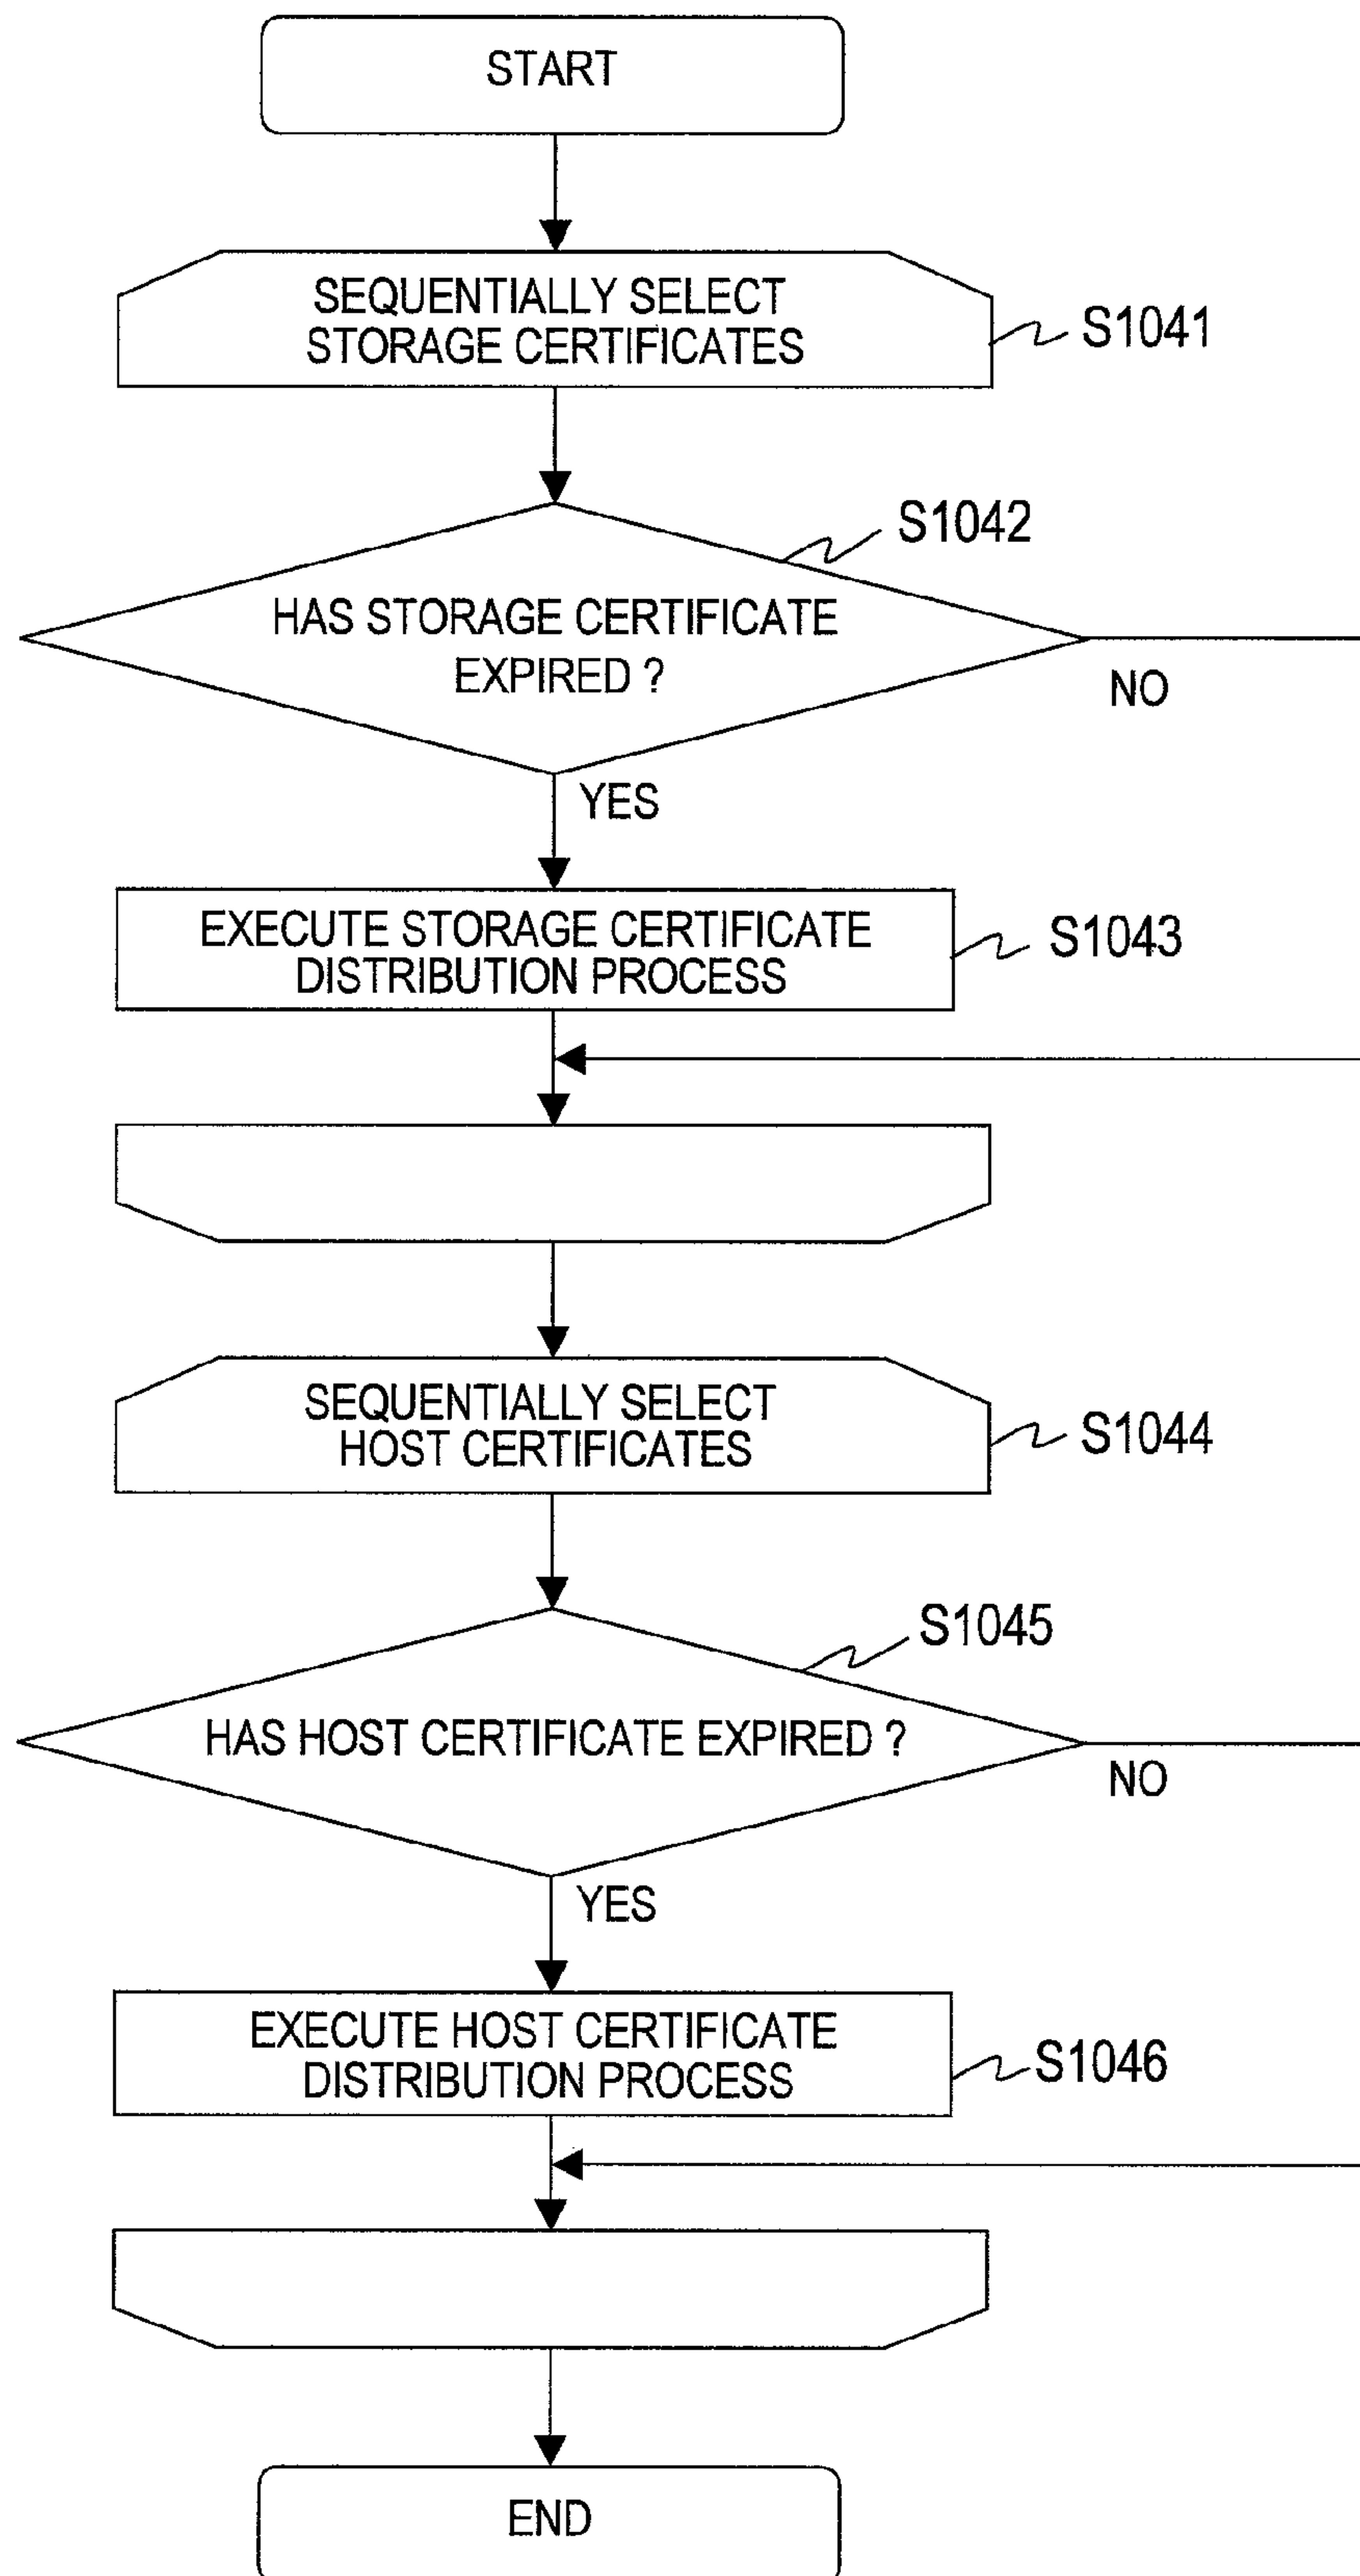 START
SEQUENTIALLY SELECT
STORAGE CERTIFICATES
S1041
S1042
HAS STORAGE CERTIFICATE
EXPIRED ?
NO
YES
EXECUTE STORAGE CERTIFICATE
DISTRIBUTION PROCESS
S1043
SEQUENTIALLY SELECT
HOST CERTIFICATES
S1044
S1045
HAS HOST CERTIFICATE EXPIRED ?
NO
YES
EXECUTE HOST CERTIFICATE
DISTRIBUTION PROCESS
S1046
END